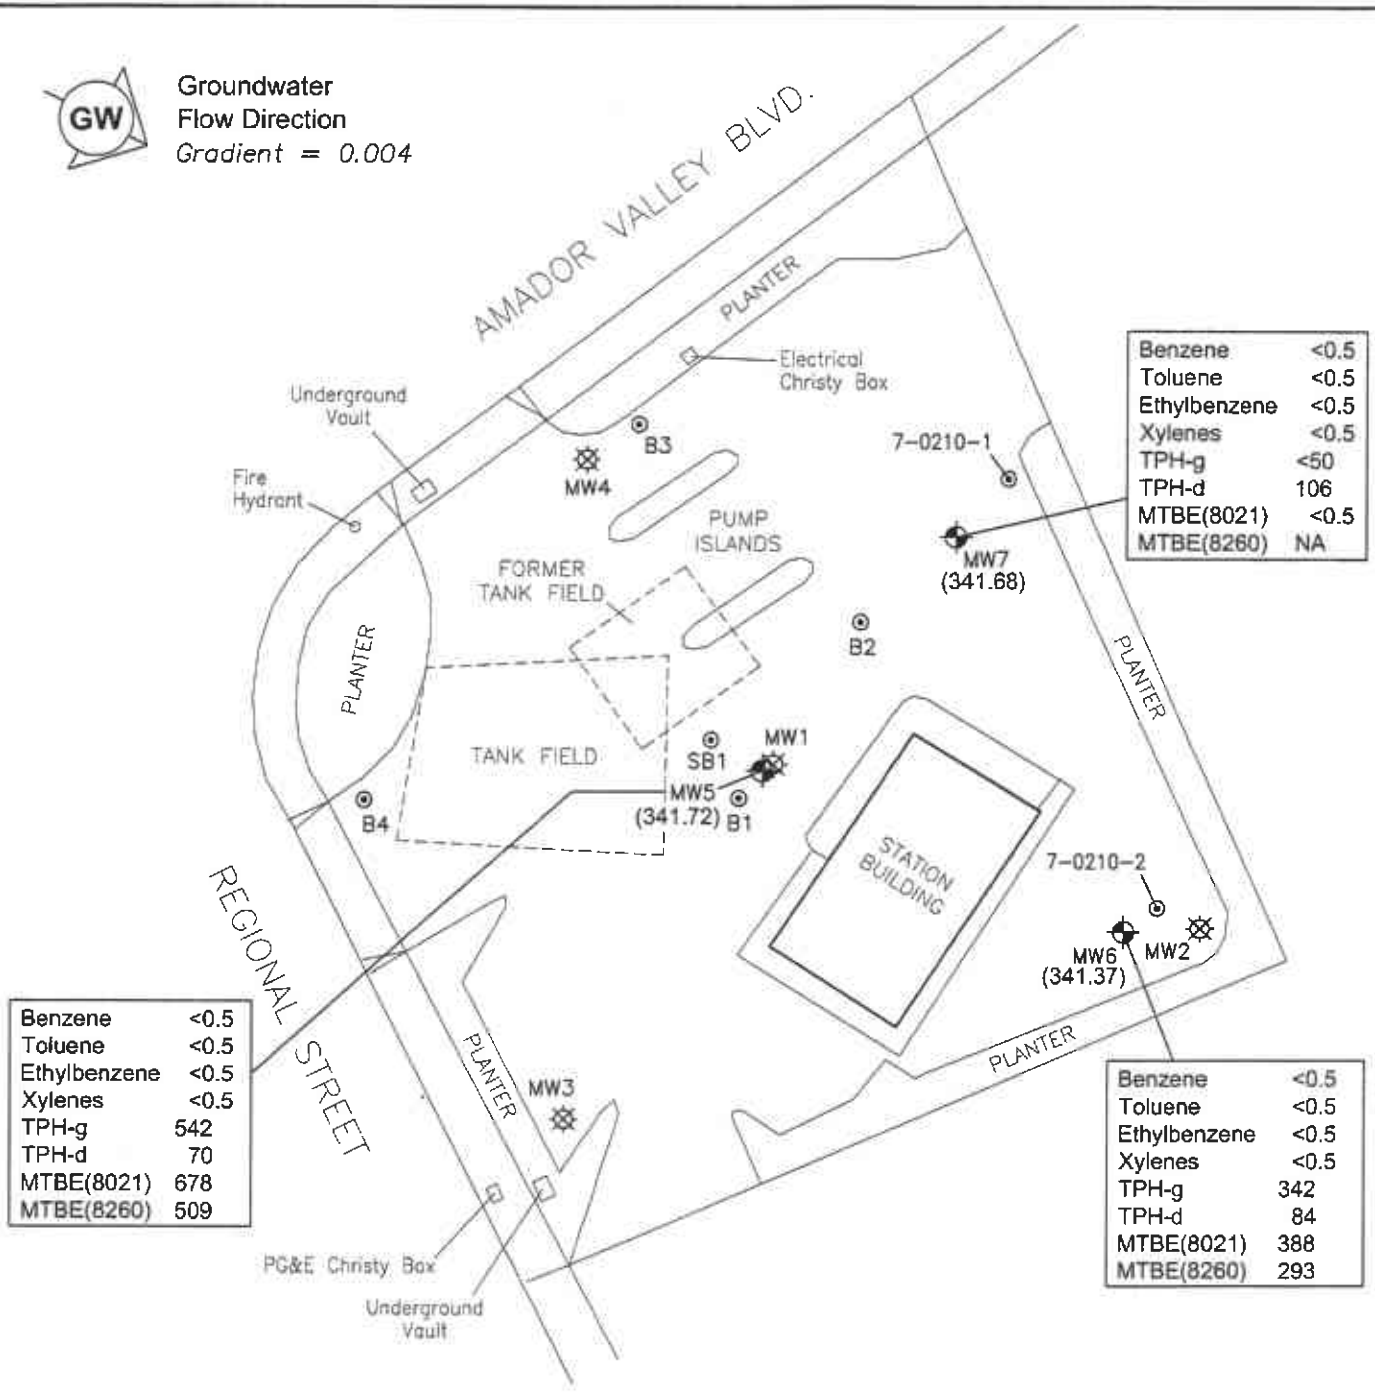 GW
Groundwater
Flow Direction
Gradient = 0.004
AMADOR VALLEY BLVD.
PLANTER
Electrical
Christy Box
Underground
Vault
Fire
Hydrant
B3
MW4
7-0210-1
PUMP
ISLANDS
FORMER
TANK FIELD
MW7
(341.68)
Benzene <0.5
Toluene <0.5
Ethylbenzene <0.5
Xylenes <0.5
TPH-g <50
TPH-d 106
MTBE(8021) <0.5
MTBE(8260) NA
B2
PLANTER
PLANTER
TANK FIELD
SB1
MW1
MW5
(341.72)
B1
B4
STATION
BUILDING
7-0210-2
MW6
(341.37)
MW2
REGIONAL STREET
PLANTER
PLANTER
MW3
Benzene <0.5
Toluene <0.5
Ethylbenzene <0.5
Xylenes <0.5
TPH-g 542
TPH-d 70
MTBE(8021) 678
MTBE(8260) 509
Benzene <0.5
Toluene <0.5
Ethylbenzene <0.5
Xylenes <0.5
TPH-g 342
TPH-d 84
MTBE(8021) 388
MTBE(8260) 293
PG&E Christy Box
Underground
Vault